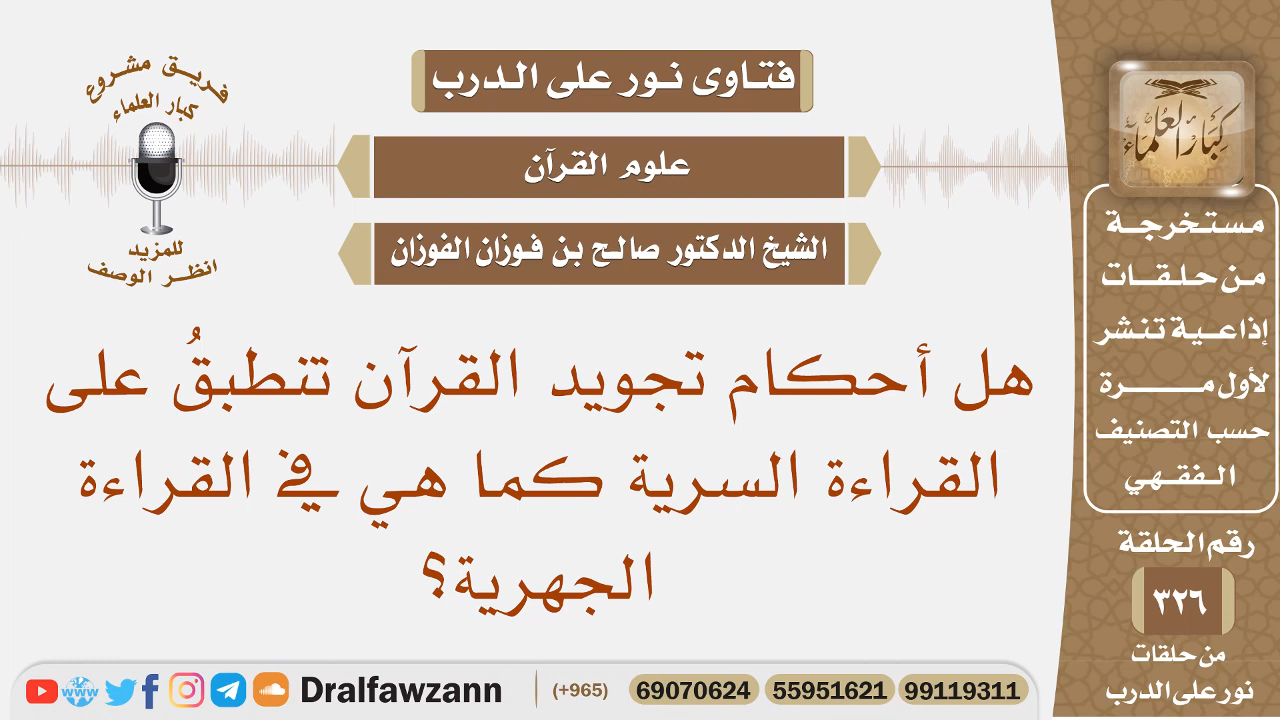 فتاوى نور على الدرب
علوم القرآن
الشيخ الدكتور صالح بن فوزان الفوزان
هل أحكام تجويد القرآن تنطبقُ على
القراءة السرية كما هي في القراءة
الجهرية؟
فريق مشروع
كبار العلماء
للمزيد
انظر الوصف
كبار العلماء
مستخرجة
من حلقات
إذاعية تنشر
لأول مرة
حسب التصنيف
الفقهي
رقم الحلقة
٣٢٦
من حلقات
نور على الدرب
www Dralfawzann (+965) 69070624 55951621 99119311